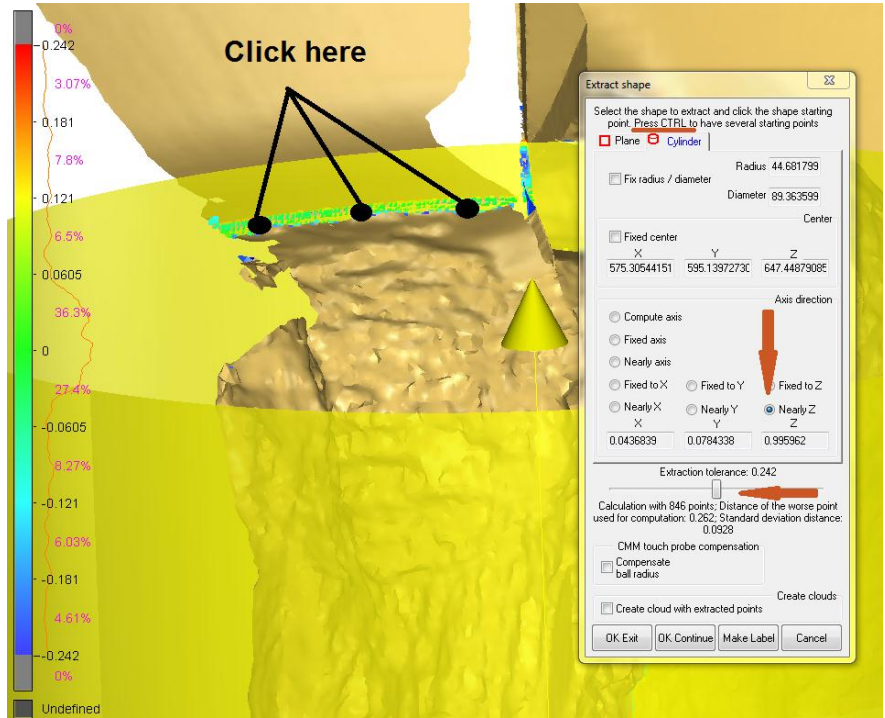 0%
0.242
3.07%
0.181
7.8%
0.121
6.5%
0.0605
36.3%
0
27.4%
-0.0605
8.27%
-0.121
6.03%
-0.181
4.61%
-0.242
0%
Undefined
Click here
Extract shape
Select the shape to extract and click the shape starting
point. Press CTRL to have several starting points
Plane Cylinder
Radius 44.681799
Fix radius / diameter
Diameter 89.363599
Center
Fixed center
X Y Z
575.30544151 595.13972730 647.44879085
Axis direction
Compute axis
Fixed axis
Nearly axis
Fixed to X Fixed to Y Fixed to Z
Nearly X Nearly Y Nearly Z
X Y Z
0.0436839 0.0784338 0.995962
Extraction tolerance: 0.242
Calculation with 846 points; Distance of the worse point
used for computation: 0.262; Standard deviation distance:
0.0928
CMM touch probe compensation
Compensate
ball radius
Create clouds
Create cloud with extracted points
OK Exit OK Continue Make Label Cancel